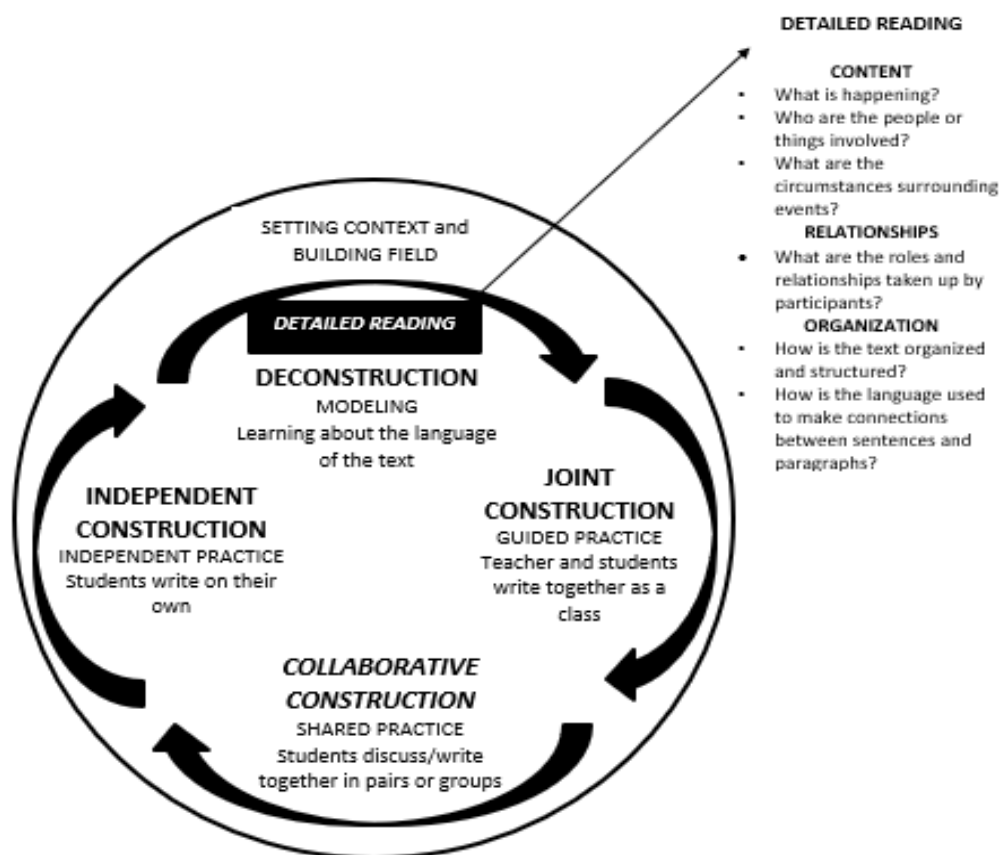 DETAILED READING
CONTENT
▪ What is happening?
▪ Who are the people or
things involved?
▪ What are the
circumstances surrounding
events?
RELATIONSHIPS
• What are the roles and
relationships taken up by
participants?
ORGANIZATION
▪ How is the text organized
and structured?
▪ How is the language used
to make connections
between sentences and
paragraphs?
SETTING CONTEXT and
BUILDING FIELD
DETAILED READING
DECONSTRUCTION
MODELING
Learning about the language
of the text
JOINT
CONSTRUCTION
GUIDED PRACTICE
Teacher and students
write together as a
class
COLLABORATIVE
CONSTRUCTION
SHARED PRACTICE
Students discuss/write
together in pairs or groups
INDEPENDENT
CONSTRUCTION
INDEPENDENT PRACTICE
Students write on their
own